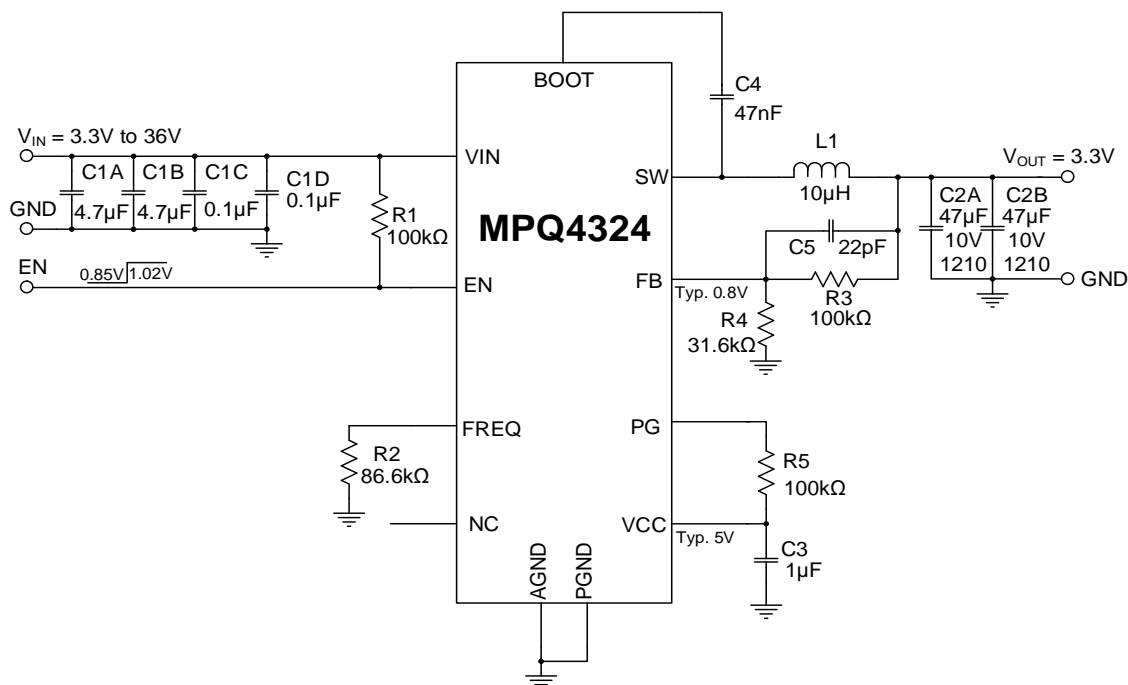 BOOT
C4
47nF
V_IN = 3.3V to 36V
VIN
C1A
C1B
C1C
C1D
4.7µF
4.7µF
0.1µF
0.1µF
GND
R1
100kΩ
EN
0.85V
1.02V
EN
MPQ4324
SW
L1
10µH
V_OUT = 3.3V
C2A
47µF
10V
1210
C2B
47µF
10V
1210
GND
C5
22pF
FB
Typ. 0.8V
R3
100kΩ
R4
31.6kΩ
FREQ
R2
86.6kΩ
NC
PG
R5
100kΩ
VCC
Typ. 5V
C3
1µF
AGND
PGND